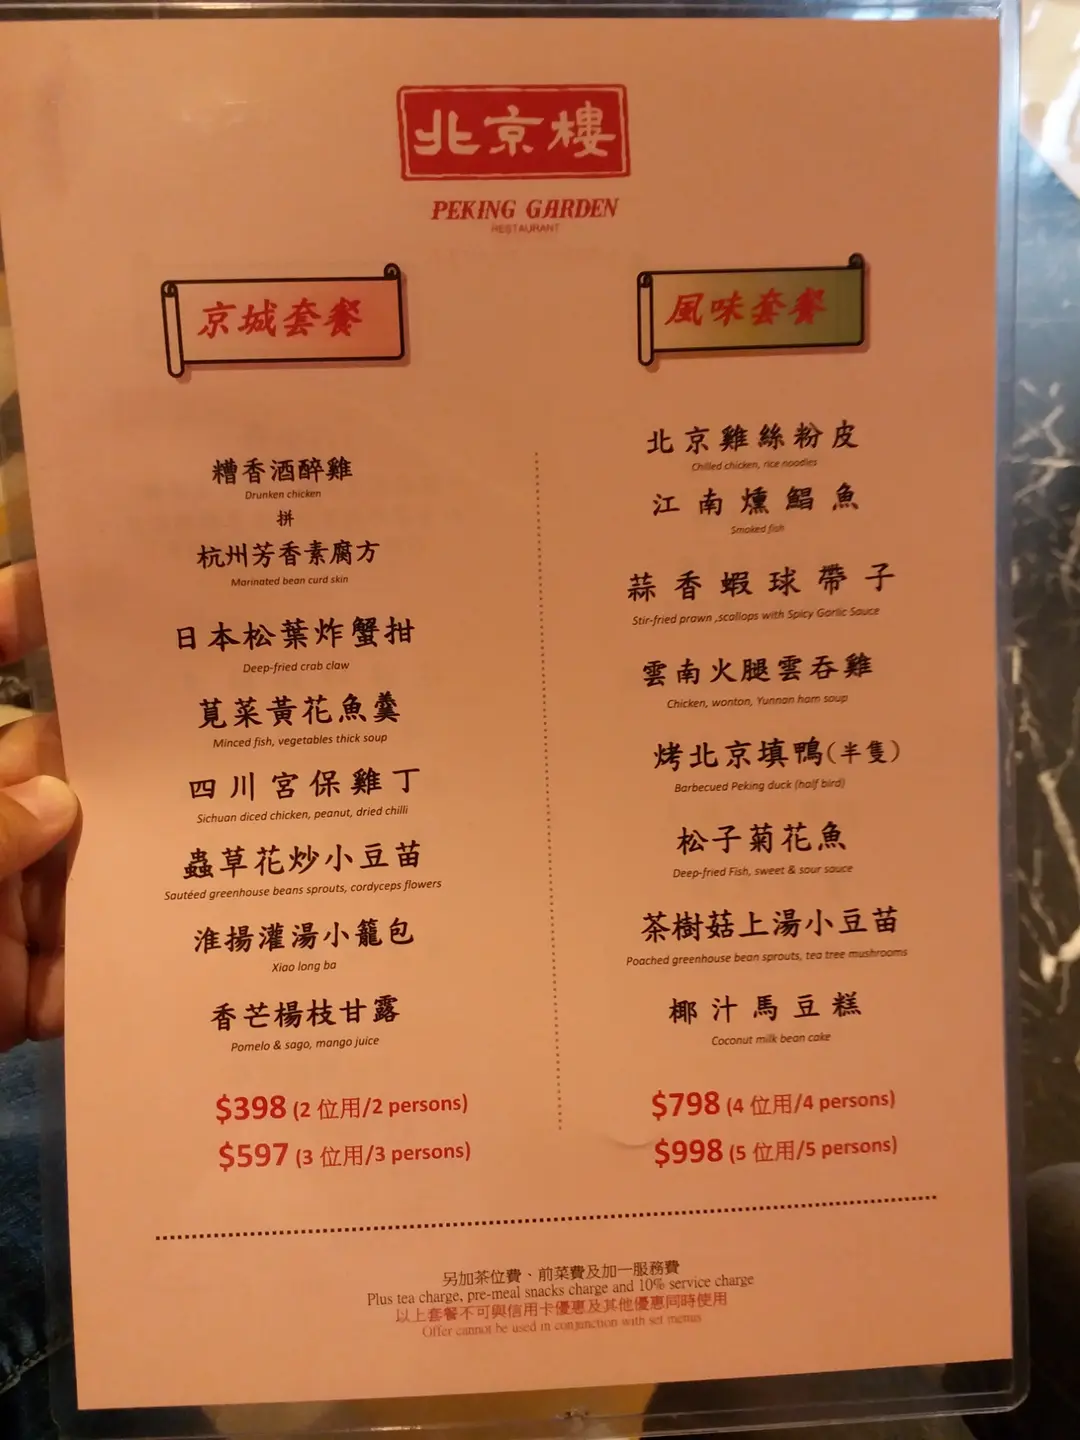 北京樓
PEKING GARDEN
RESTAURANT
京城套餐
糟香酒醉雞
Drunken chicken
拼
杭州芳香素腐方
Marinated bean curd skin
日本松葉炸蟹拑
Deep-fried crab claw
莧菜黃花魚羹
Minced fish, vegetables thick soup
四川宮保雞丁
Sichuan diced chicken, peanut, dried chilli
蟲草花炒小豆苗
Sautéed greenhouse beans sprouts, cordyceps flowers
淮揚灌湯小籠包
Xiao long ba
香芒楊枝甘露
Pomelo & sago, mango juice
$398 (2 位用/2 persons)
$597 (3 位用/3 persons)
風味套餐
北京雞絲粉皮
Chilled chicken, rice noodles
江南燻鯧魚
Smoked fish
蒜香蝦球帶子
Stir-fried prawn ,scallops with Spicy Garlic Sauce
雲南火腿雲吞雞
Chicken, wonton, Yunnan ham soup
烤北京填鴨(半隻)
Barbecued Peking duck (half bird)
松子菊花魚
Deep-fried Fish, sweet & sour sauce
茶樹菇上湯小豆苗
Poached greenhouse bean sprouts, tea tree mushrooms
椰汁馬豆糕
Coconut milk bean cake
$798 (4 位用/4 persons)
$998 (5 位用/5 persons)
另加茶位費、前菜費及加一服務費
Plus tea charge, pre-meal snacks charge and 10% service charge
以上套餐不可與信用卡優惠及其他優惠同時使用
Offer cannot be used in conjunction with set menus